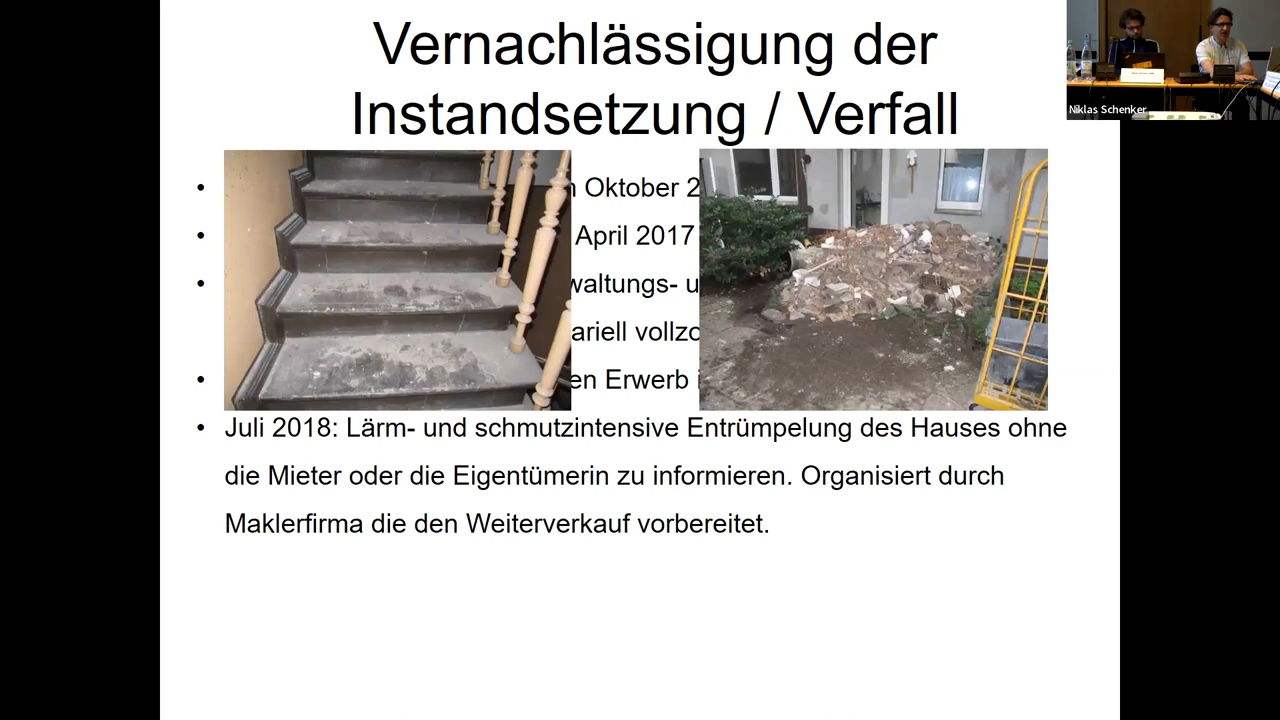 Vernachlässigung der
Instandsetzung / Verfall
Oktober 2
April 2017
waltungs- u
ariell vollzo
en Erwerb i
• Juli 2018: Lärm- und schmutzintensive Entrümpelung des Hauses ohne
die Mieter oder die Eigentümerin zu informieren. Organisiert durch
Maklerfirma die den Weiterverkauf vorbereitet.
Niklas Schenker